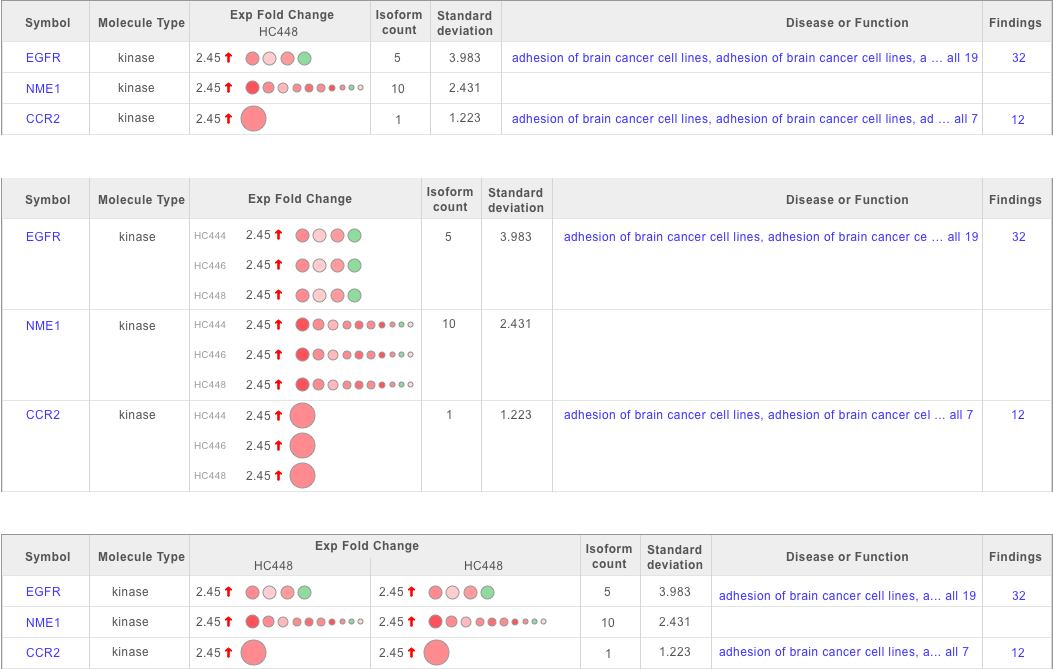 Symbol Molecule Type Exp Fold Change HC448 Isoform count Standard deviation Disease or Function Findings
EGFR kinase 2.45 5 3.983 adhesion of brain cancer cell lines, adhesion of brain cancer cell lines, a ... all 19 32
NME1 kinase 2.45 10 2.431
CCR2 kinase 2.45 1 1.223 adhesion of brain cancer cell lines, adhesion of brain cancer cell lines, ad ... all 7 12
Symbol Molecule Type Exp Fold Change Isoform count Standard deviation Disease or Function Findings
EGFR kinase HC444 2.45 5 3.983 adhesion of brain cancer cell lines, adhesion of brain cancer ce ... all 19 32
HC446 2.45
HC448 2.45
NME1 kinase HC444 2.45 10 2.431
HC446 2.45
HC448 2.45
CCR2 kinase HC444 2.45 1 1.223 adhesion of brain cancer cell lines, adhesion of brain cancer cel ... all 7 12
HC446 2.45
HC448 2.45
Symbol Molecule Type Exp Fold Change HC448 HC448 Isoform count Standard deviation Disease or Function Findings
EGFR kinase 2.45 2.45 5 3.983 adhesion of brain cancer cell lines, a... all 19 32
NME1 kinase 2.45 2.45 10 2.431
CCR2 kinase 2.45 2.45 1 1.223 adhesion of brain cancer cell lines, a... all 7 12